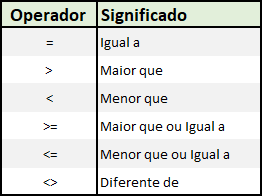 Operador Significado
= Igual a
> Maior que
< Menor que
>= Maior que ou Igual a
<= Menor que ou Igual a
<> Diferente de